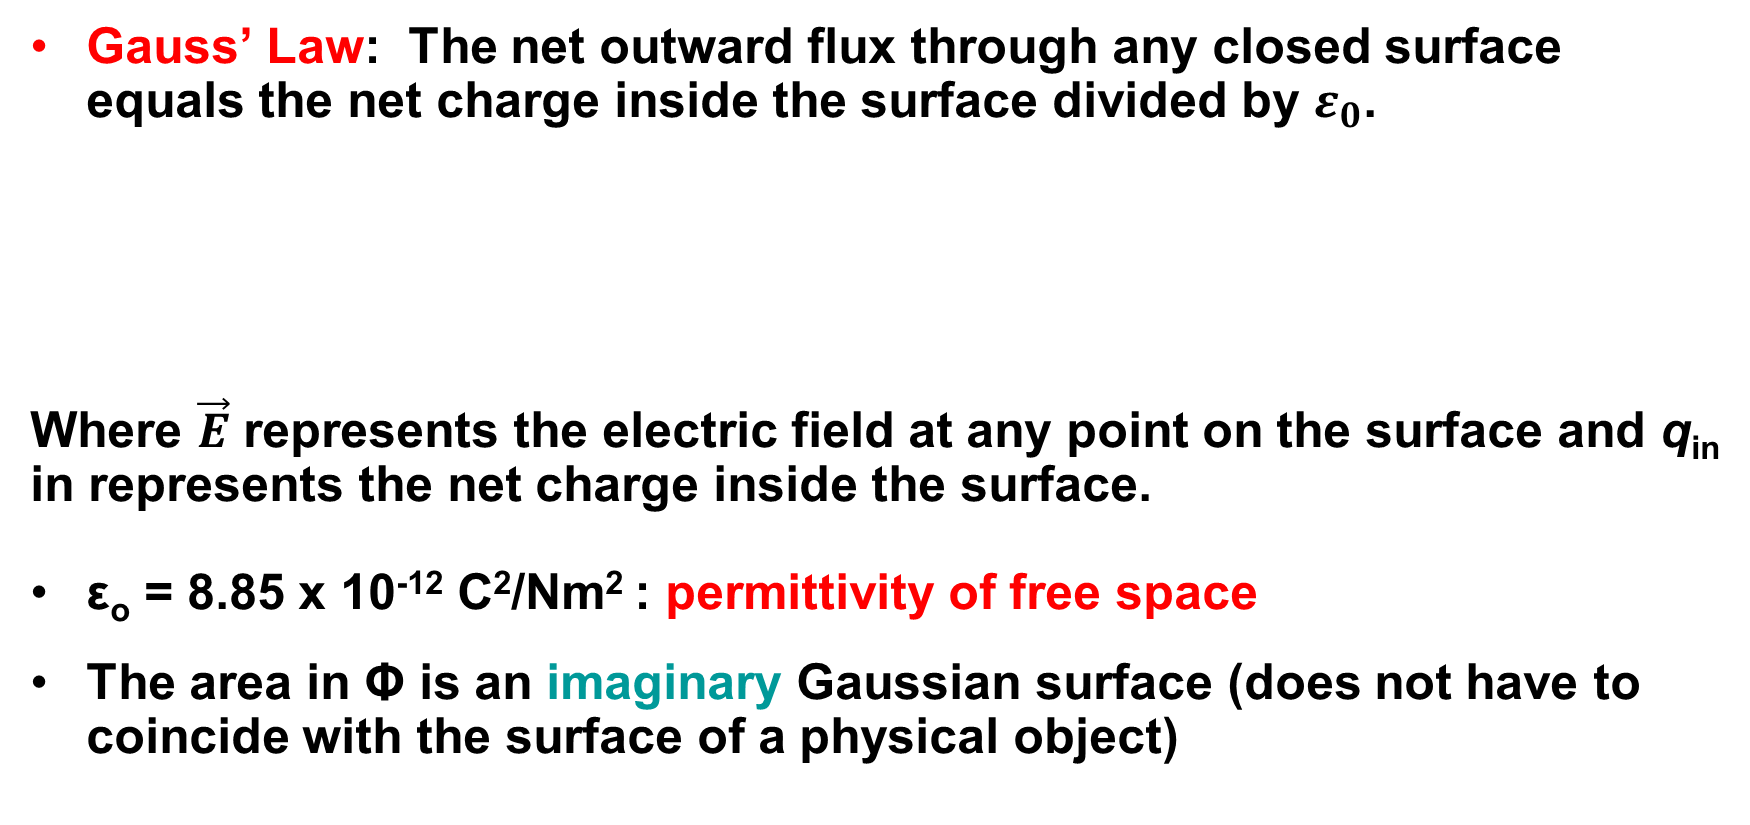 • Gauss’ Law:  The net outward flux through any closed surface
equals the net charge inside the surface divided by 𝜺₀.
Where E⃗ represents the electric field at any point on the surface and qᵢₙ
in represents the net charge inside the surface.
• εₒ = 8.85 x 10⁻¹² C²/Nm² : permittivity of free space
• The area in Φ is an imaginary Gaussian surface (does not have to
coincide with the surface of a physical object)